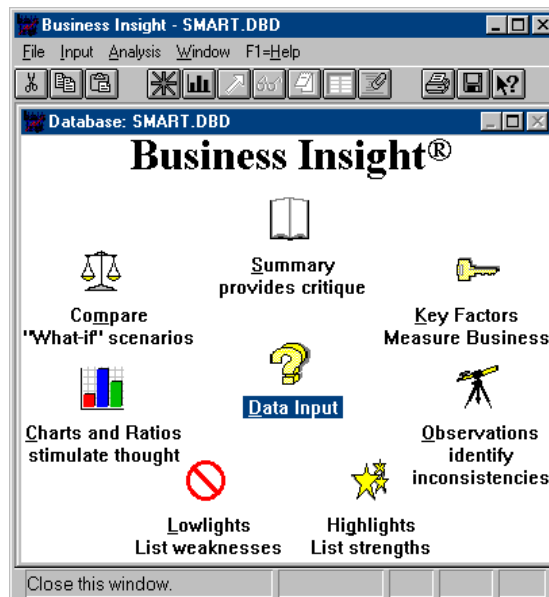 Business Insight - SMART.DBD
File Input Analysis Window F1=Help
Database: SMART.DBD
Business Insight®
Summary
provides critique
Compare
"What-if" scenarios
Key Factors
Measure Business
Data Input
Charts and Ratios
stimulate thought
Observations
identify
inconsistencies
Lowlights
List weaknesses
Highlights
List strengths
Close this window.